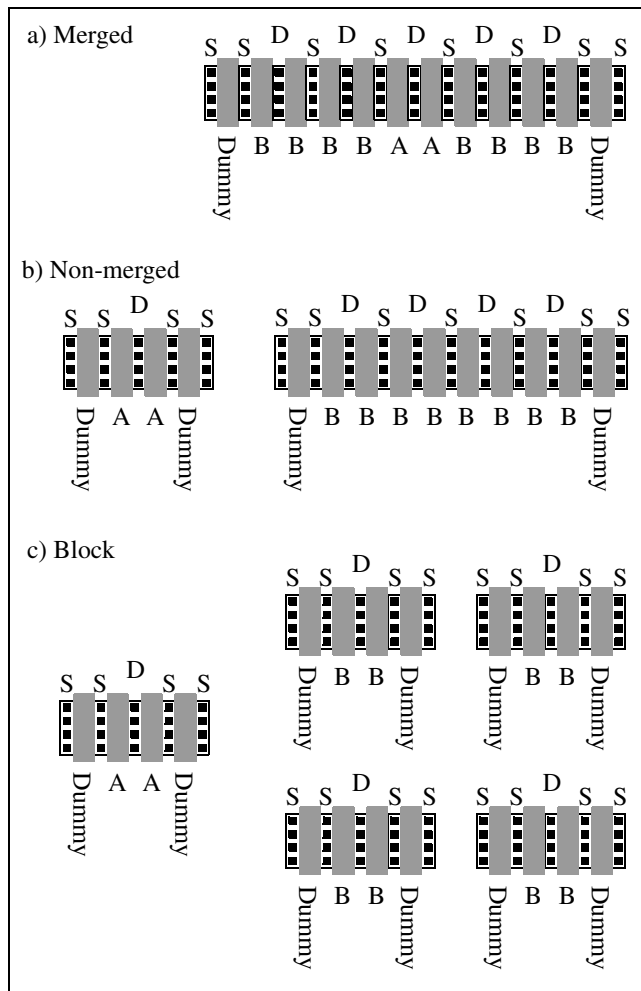 a) Merged
D D D D D
S S S S S S S S
Dummy B B B B A A B B B B Dummy
b) Non-merged
D
S S S S
Dummy A A Dummy
D D D D
S S S S S S S
Dummy B B B B B B B B Dummy
c) Block
D
S S S S
Dummy A A Dummy
D
S S S S
Dummy B B Dummy
D
S S S S
Dummy B B Dummy
D
S S S S
Dummy B B Dummy
D
S S S S
Dummy B B Dummy